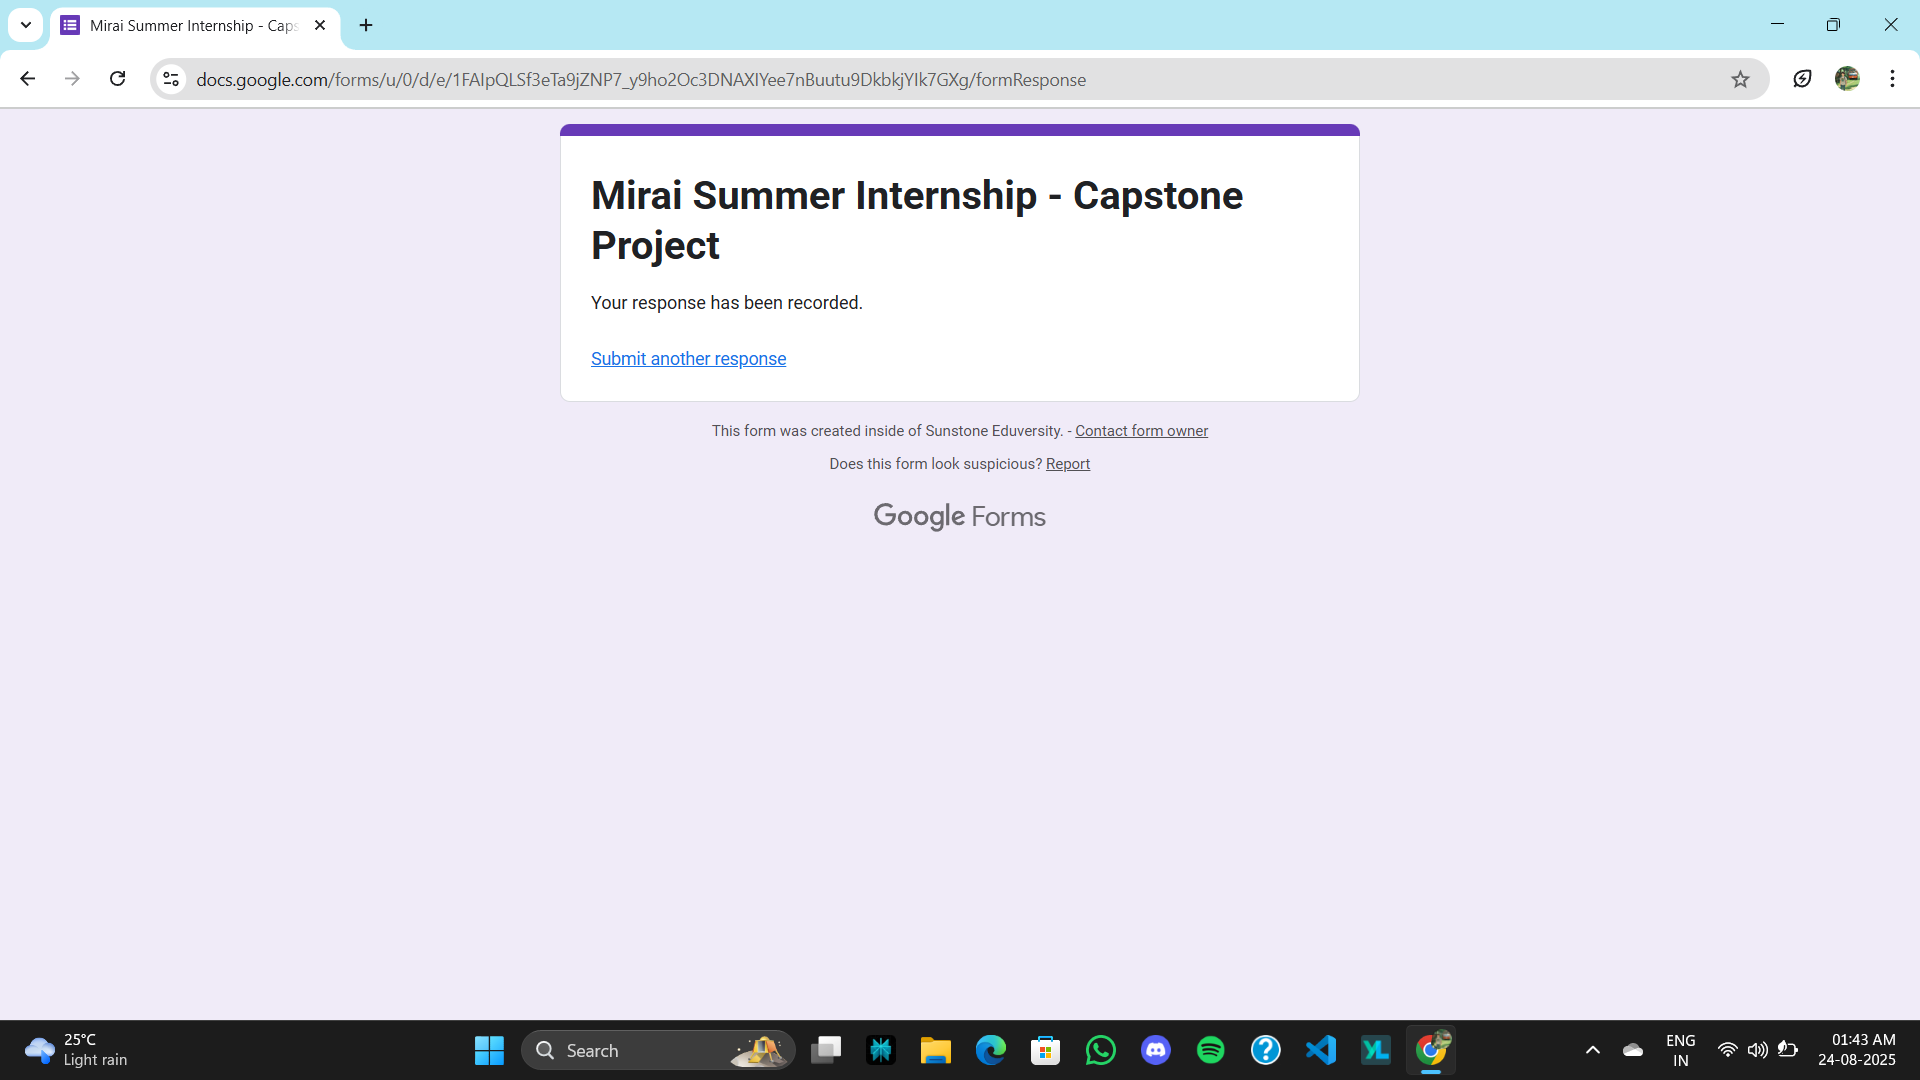 Mirai Summer Internship - Caps
docs.google.com/forms/u/0/d/e/1FAIpQLSf3eTa9jZNP7_y9ho2Oc3DNAXIYee7nBuutu9DkbkjYIk7GXg/formResponse
Mirai Summer Internship - Capstone
Project
Your response has been recorded.
Submit another response
This form was created inside of Sunstone Eduversity. - Contact form owner
Does this form look suspicious? Report
Google Forms
25°C
Light rain
Search
YL
ENG
IN
01:43 AM
24-08-2025